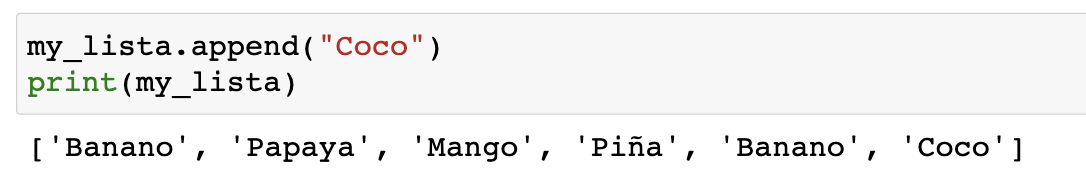 my_lista.append("Coco")
print(my_lista)
['Banano', 'Papaya', 'Mango', 'Piña', 'Banano', 'Coco']